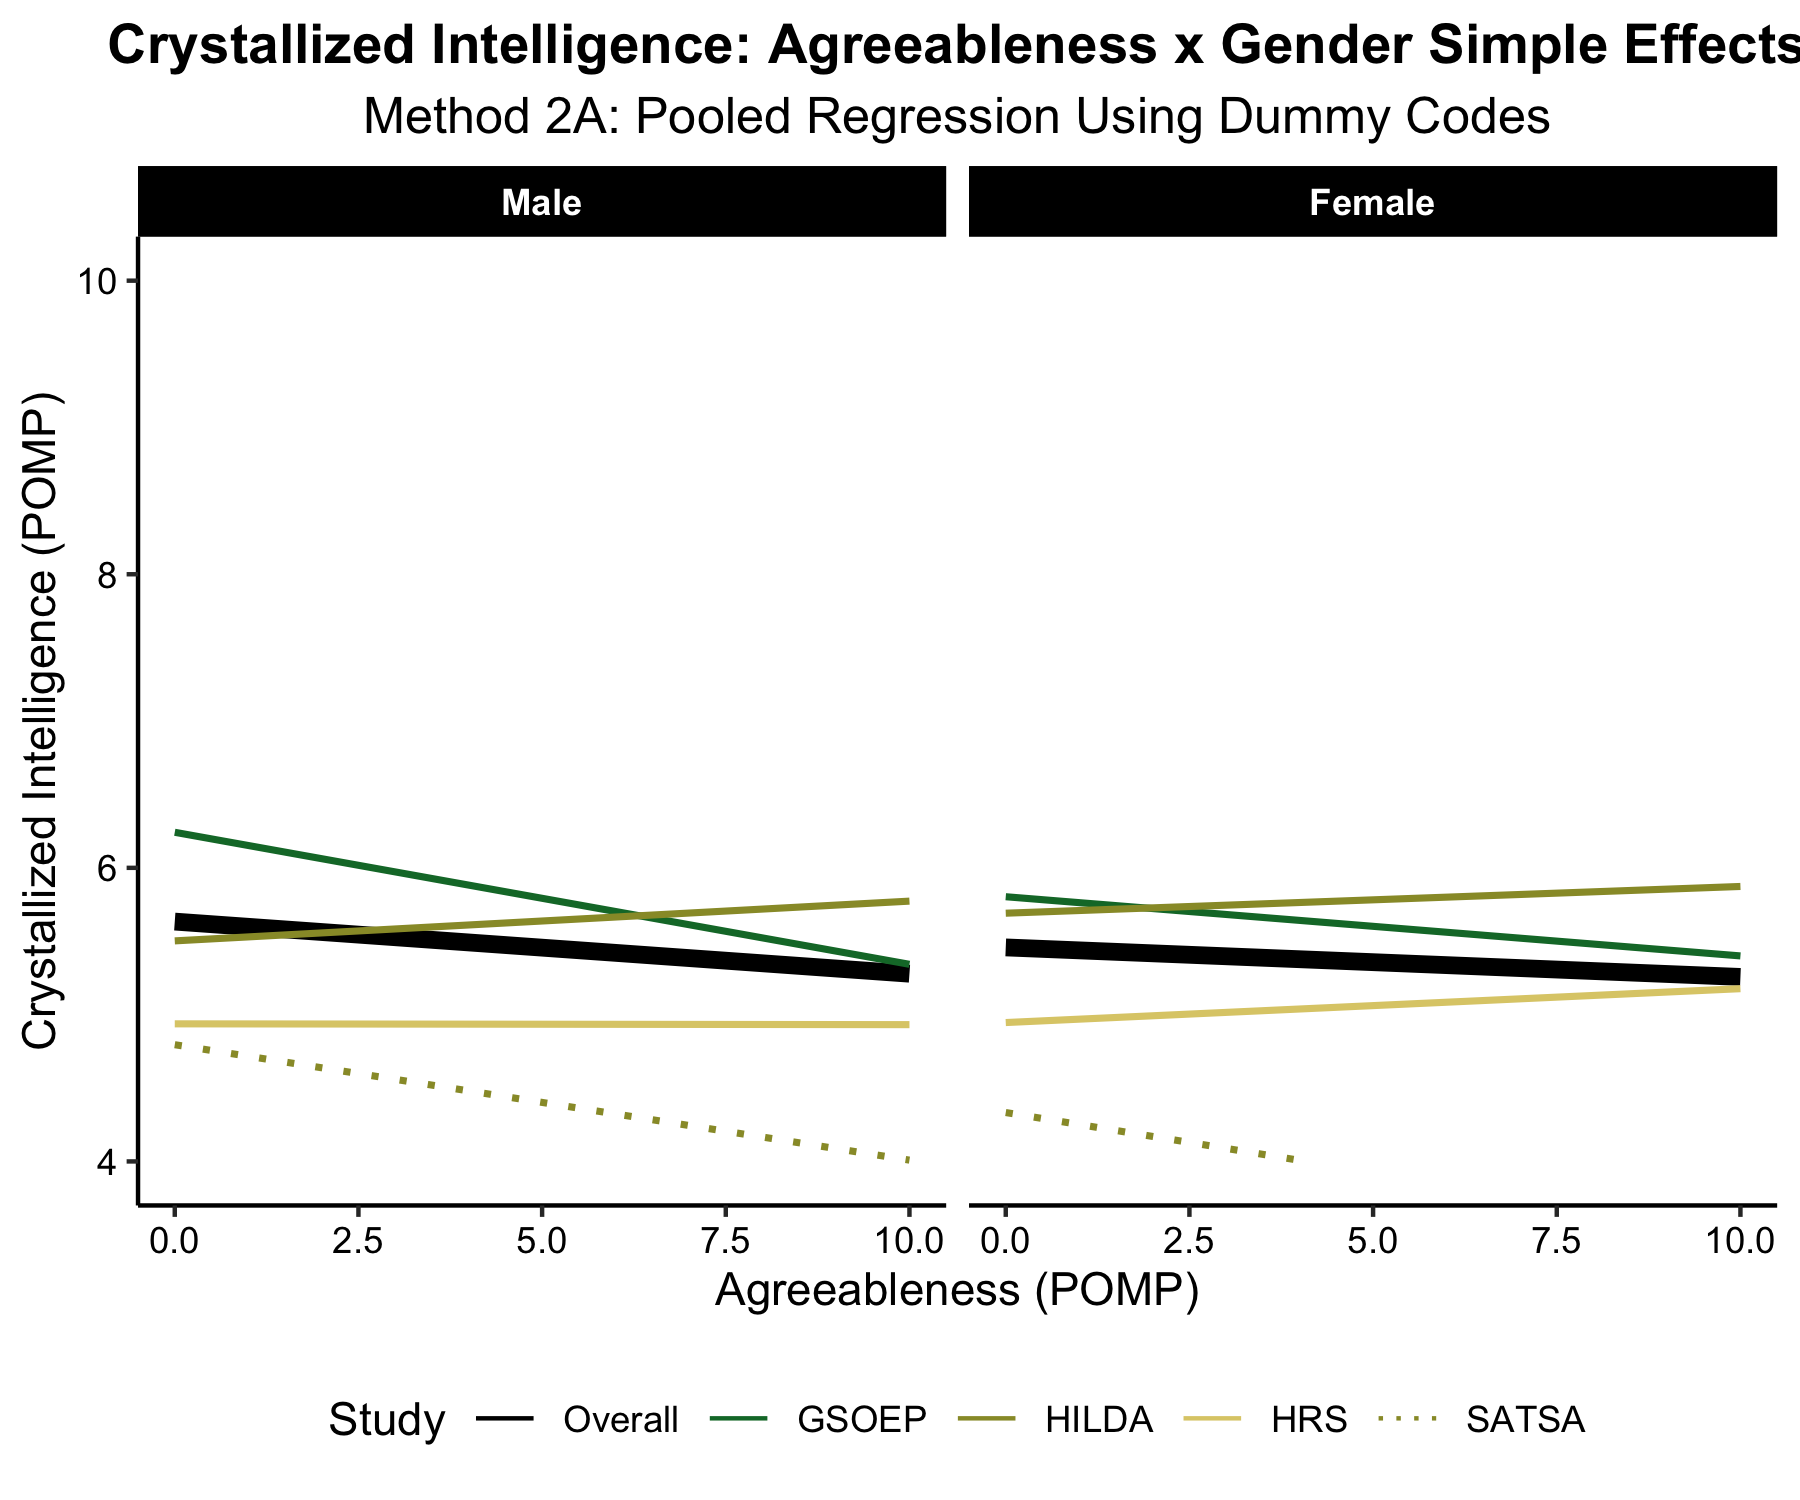 Crystallized Intelligence: Agreeableness x Gender Simple Effects
Method 2A: Pooled Regression Using Dummy Codes
Male
Female
Crystallized Intelligence (POMP)
10
8
6
4
0.0 2.5 5.0 7.5 10.0
0.0 2.5 5.0 7.5 10.0
Agreeableness (POMP)
Study Overall GSOEP HILDA HRS SATSA